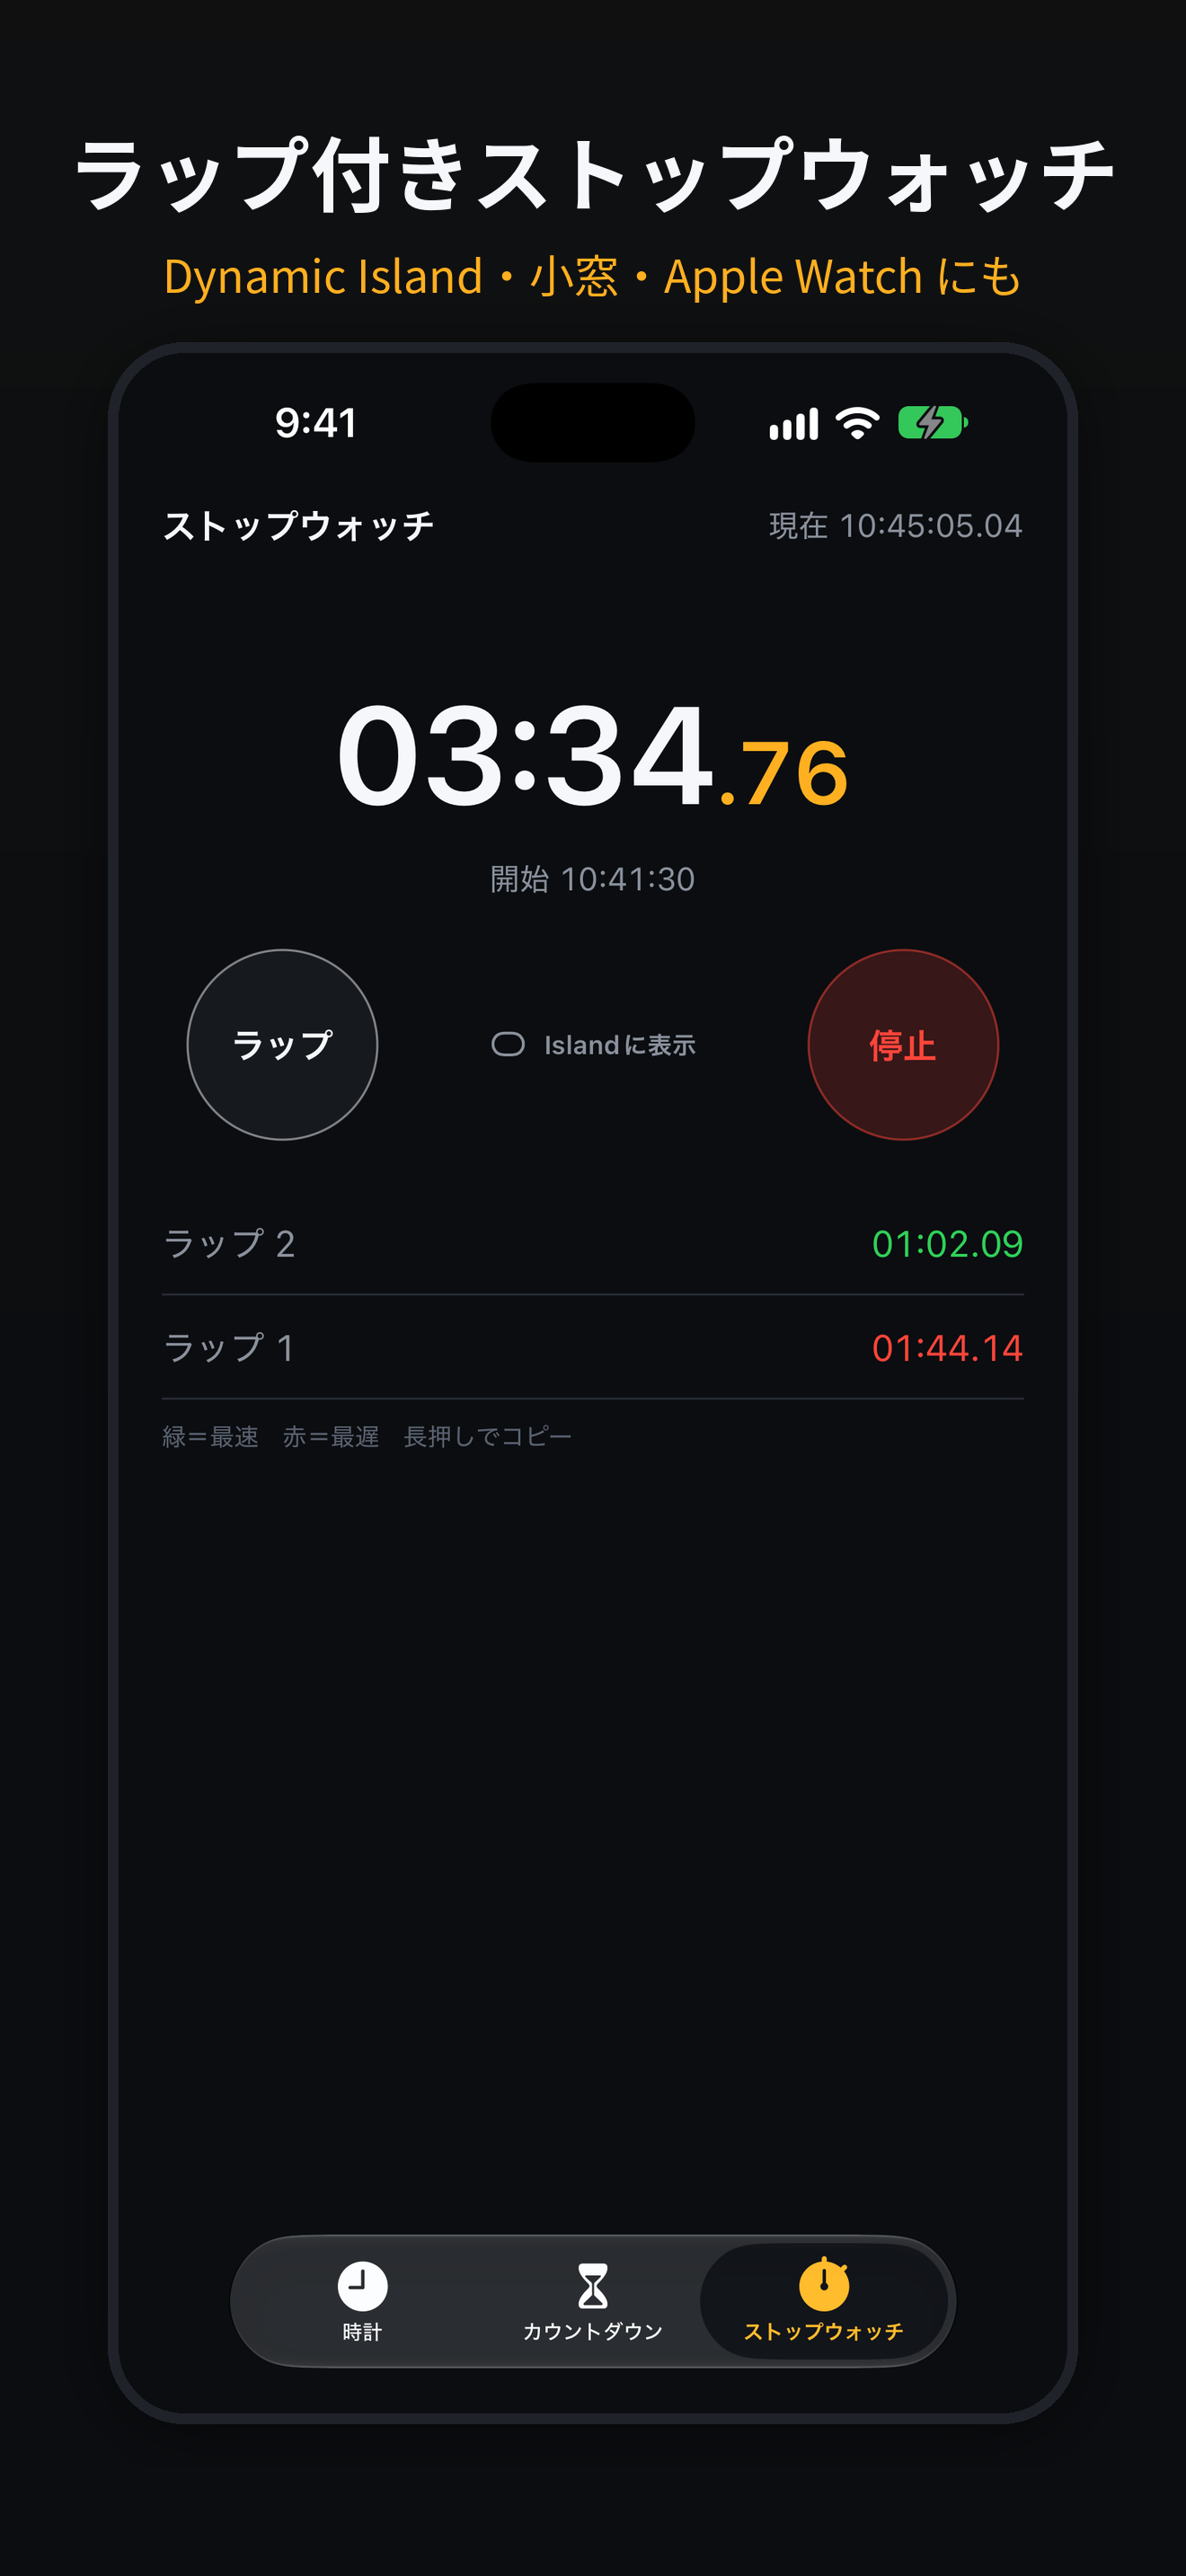 ラップ付きストップウォッチ
Dynamic Island・小窓・Apple Watch にも
9:41
ストップウォッチ 現在 10:45:05.04
03:34.76
開始 10:41:30
ラップ Islandに表示 停止
ラップ 2 01:02.09
ラップ 1 01:44.14
緑＝最速　赤＝最遅　長押しでコピー
時計 カウントダウン ストップウォッチ